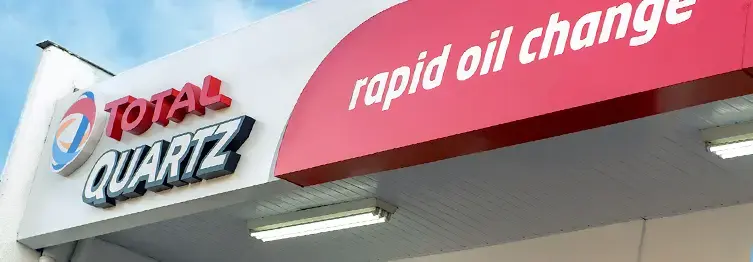 TOTAL
QUARTZ
rapid oil change